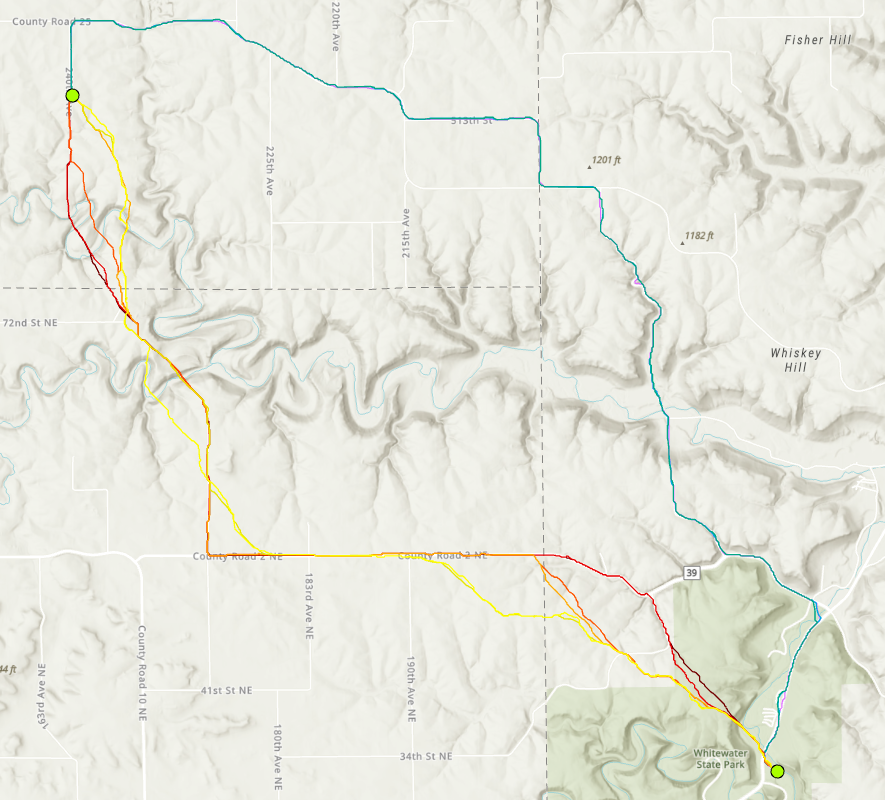 County Road 25
220th Ave
Fisher Hill
240th Ave
313th St
1201 ft
225th Ave
215th Ave
1182 ft
72nd St NE
Whiskey
Hill
County Road 2 NE
County Road 2 NE
39
183rd Ave NE
County Road 10 NE
190th Ave NE
44 ft
163rd Ave NE
41st St NE
180th Ave NE
34th St NE
Whitewater
State Park